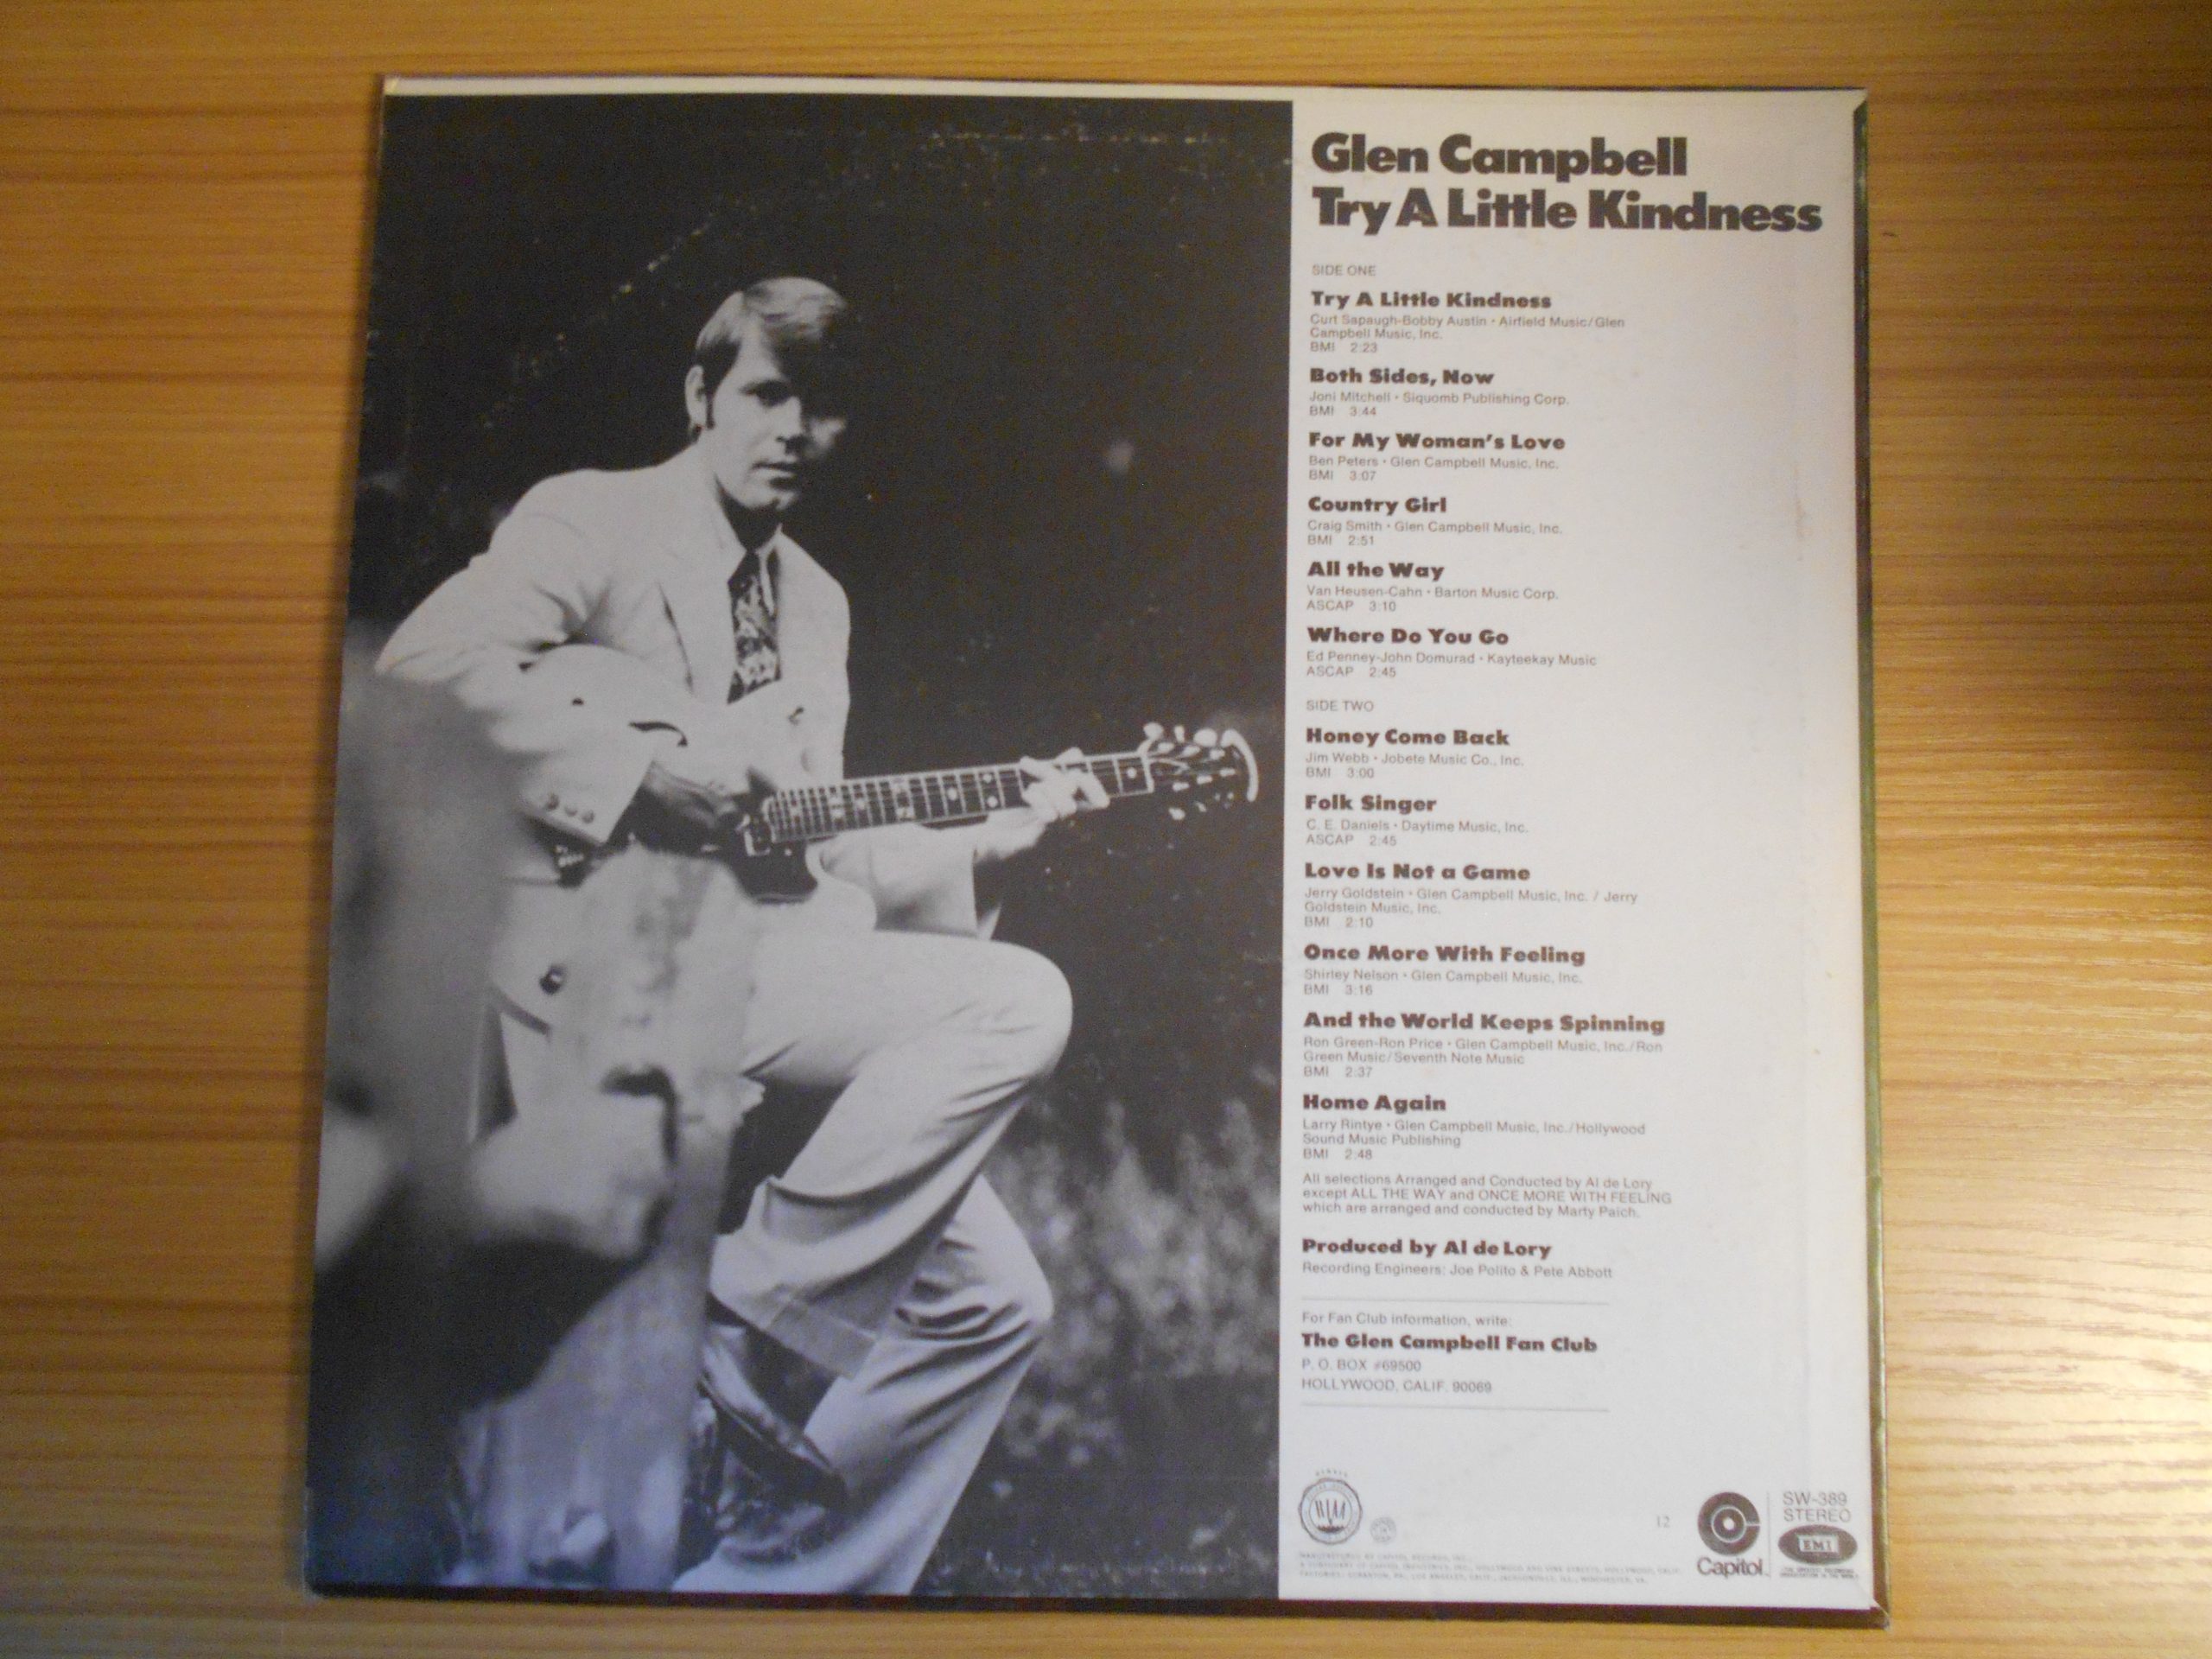 Glen Campbell
Try A Little Kindness
SIDE ONE
Try A Little Kindness
Curt Sapaugh-Bobby Austin • Airfield Music/Glen
Campbell Music, Inc.
BMI 2:23
Both Sides, Now
Joni Mitchell • Siquomb Publishing Corp.
BMI 3:44
For My Woman's Love
Ben Peters • Glen Campbell Music, Inc.
BMI 3:07
Country Girl
Craig Smith • Glen Campbell Music, Inc.
BMI 2:51
All the Way
Van Heusen-Cahn • Barton Music Corp.
ASCAP 3:10
Where Do You Go
Ed Penney-John Domurad • Kayteekay Music
ASCAP 2:45
SIDE TWO
Honey Come Back
Jim Webb • Jobete Music Co., Inc.
BMI 3:00
Folk Singer
C. E. Daniels • Daytime Music, Inc.
ASCAP 2:45
Love Is Not a Game
Jerry Goldstein • Glen Campbell Music, Inc. / Jerry
Goldstein Music, Inc.
BMI 2:10
Once More With Feeling
Shirley Nelson • Glen Campbell Music, Inc.
BMI 3:16
And the World Keeps Spinning
Ron Green-Ron Price • Glen Campbell Music, Inc./Ron
Green Music/Seventh Note Music
BMI 2:37
Home Again
Larry Rintye • Glen Campbell Music, Inc./Hollywood
Sound Music Publishing
BMI 2:48
All selections Arranged and Conducted by Al de Lory
except ALL THE WAY and ONCE MORE WITH FEELING
which are arranged and conducted by Marty Paich.
Produced by Al de Lory
Recording Engineers: Joe Polito & Pete Abbott
For Fan Club information, write:
The Glen Campbell Fan Club
P. O. BOX #69500
HOLLYWOOD, CALIF. 90069
12
Capitol
SW-389
STEREO
EMI
MANUFACTURED BY CAPITOL RECORDS, INC.